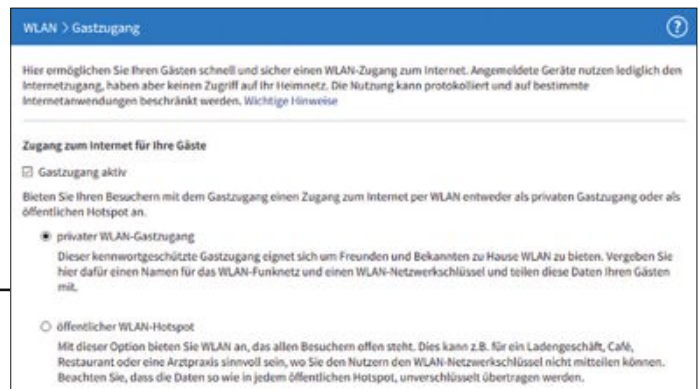 WLAN > Gastzugang
?
Hier ermöglichen Sie Ihren Gästen schnell und sicher einen WLAN-Zugang zum Internet. Angemeldete Geräte nutzen lediglich den
Internetzugang, haben aber keinen Zugriff auf Ihr Heimnetz. Die Nutzung kann protokolliert und auf bestimmte
Internetanwendungen beschränkt werden. Wichtige Hinweise
Zugang zum Internet für Ihre Gäste
Gastzugang aktiv
Bieten Sie Ihren Besuchern mit dem Gastzugang einen Zugang zum Internet per WLAN entweder als privaten Gastzugang oder als
öffentlichen Hotspot an.
privater WLAN-Gastzugang
Dieser kennwortgeschützte Gastzugang eignet sich um Freunden und Bekannten zu Hause WLAN zu bieten. Vergeben Sie
hier dafür einen Namen für das WLAN-Funknetz und einen WLAN-Netzwerkschlüssel und teilen diese Daten Ihren Gästen
mit.
öffentlicher WLAN-Hotspot
Mit dieser Option bieten Sie WLAN an, das allen Besuchern offen steht. Dies kann z.B. für ein Ladengeschäft, Café,
Restaurant oder eine Arztpraxis sinnvoll sein, wo Sie den Nutzern den WLAN-Netzwerkschlüssel nicht mitteilen können.
Beachten Sie, dass die Daten so wie in jedem öffentlichen Hotspot, unverschlüsselt übertragen werden.